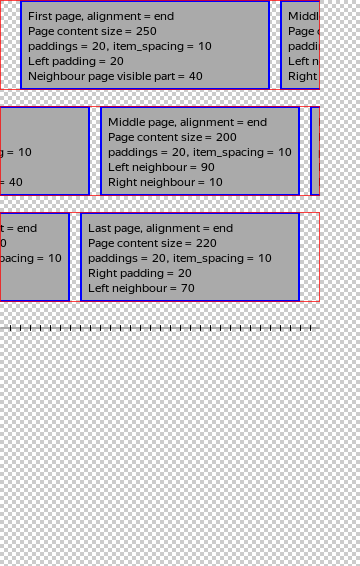 First page, alignment = end
Page content size = 250
paddings = 20, item_spacing = 10
Left padding = 20
Neighbour page visible part = 40
Middl
Page c
paddi
Left n
Right
= 10
= 40
Middle page, alignment = end
Page content size = 200
paddings = 20, item_spacing = 10
Left neighbour = 90
Right neighbour = 10
t = end
0
pacing = 10
Last page, alignment = end
Page content size = 220
paddings = 20, item_spacing = 10
Right padding = 20
Left neighbour = 70